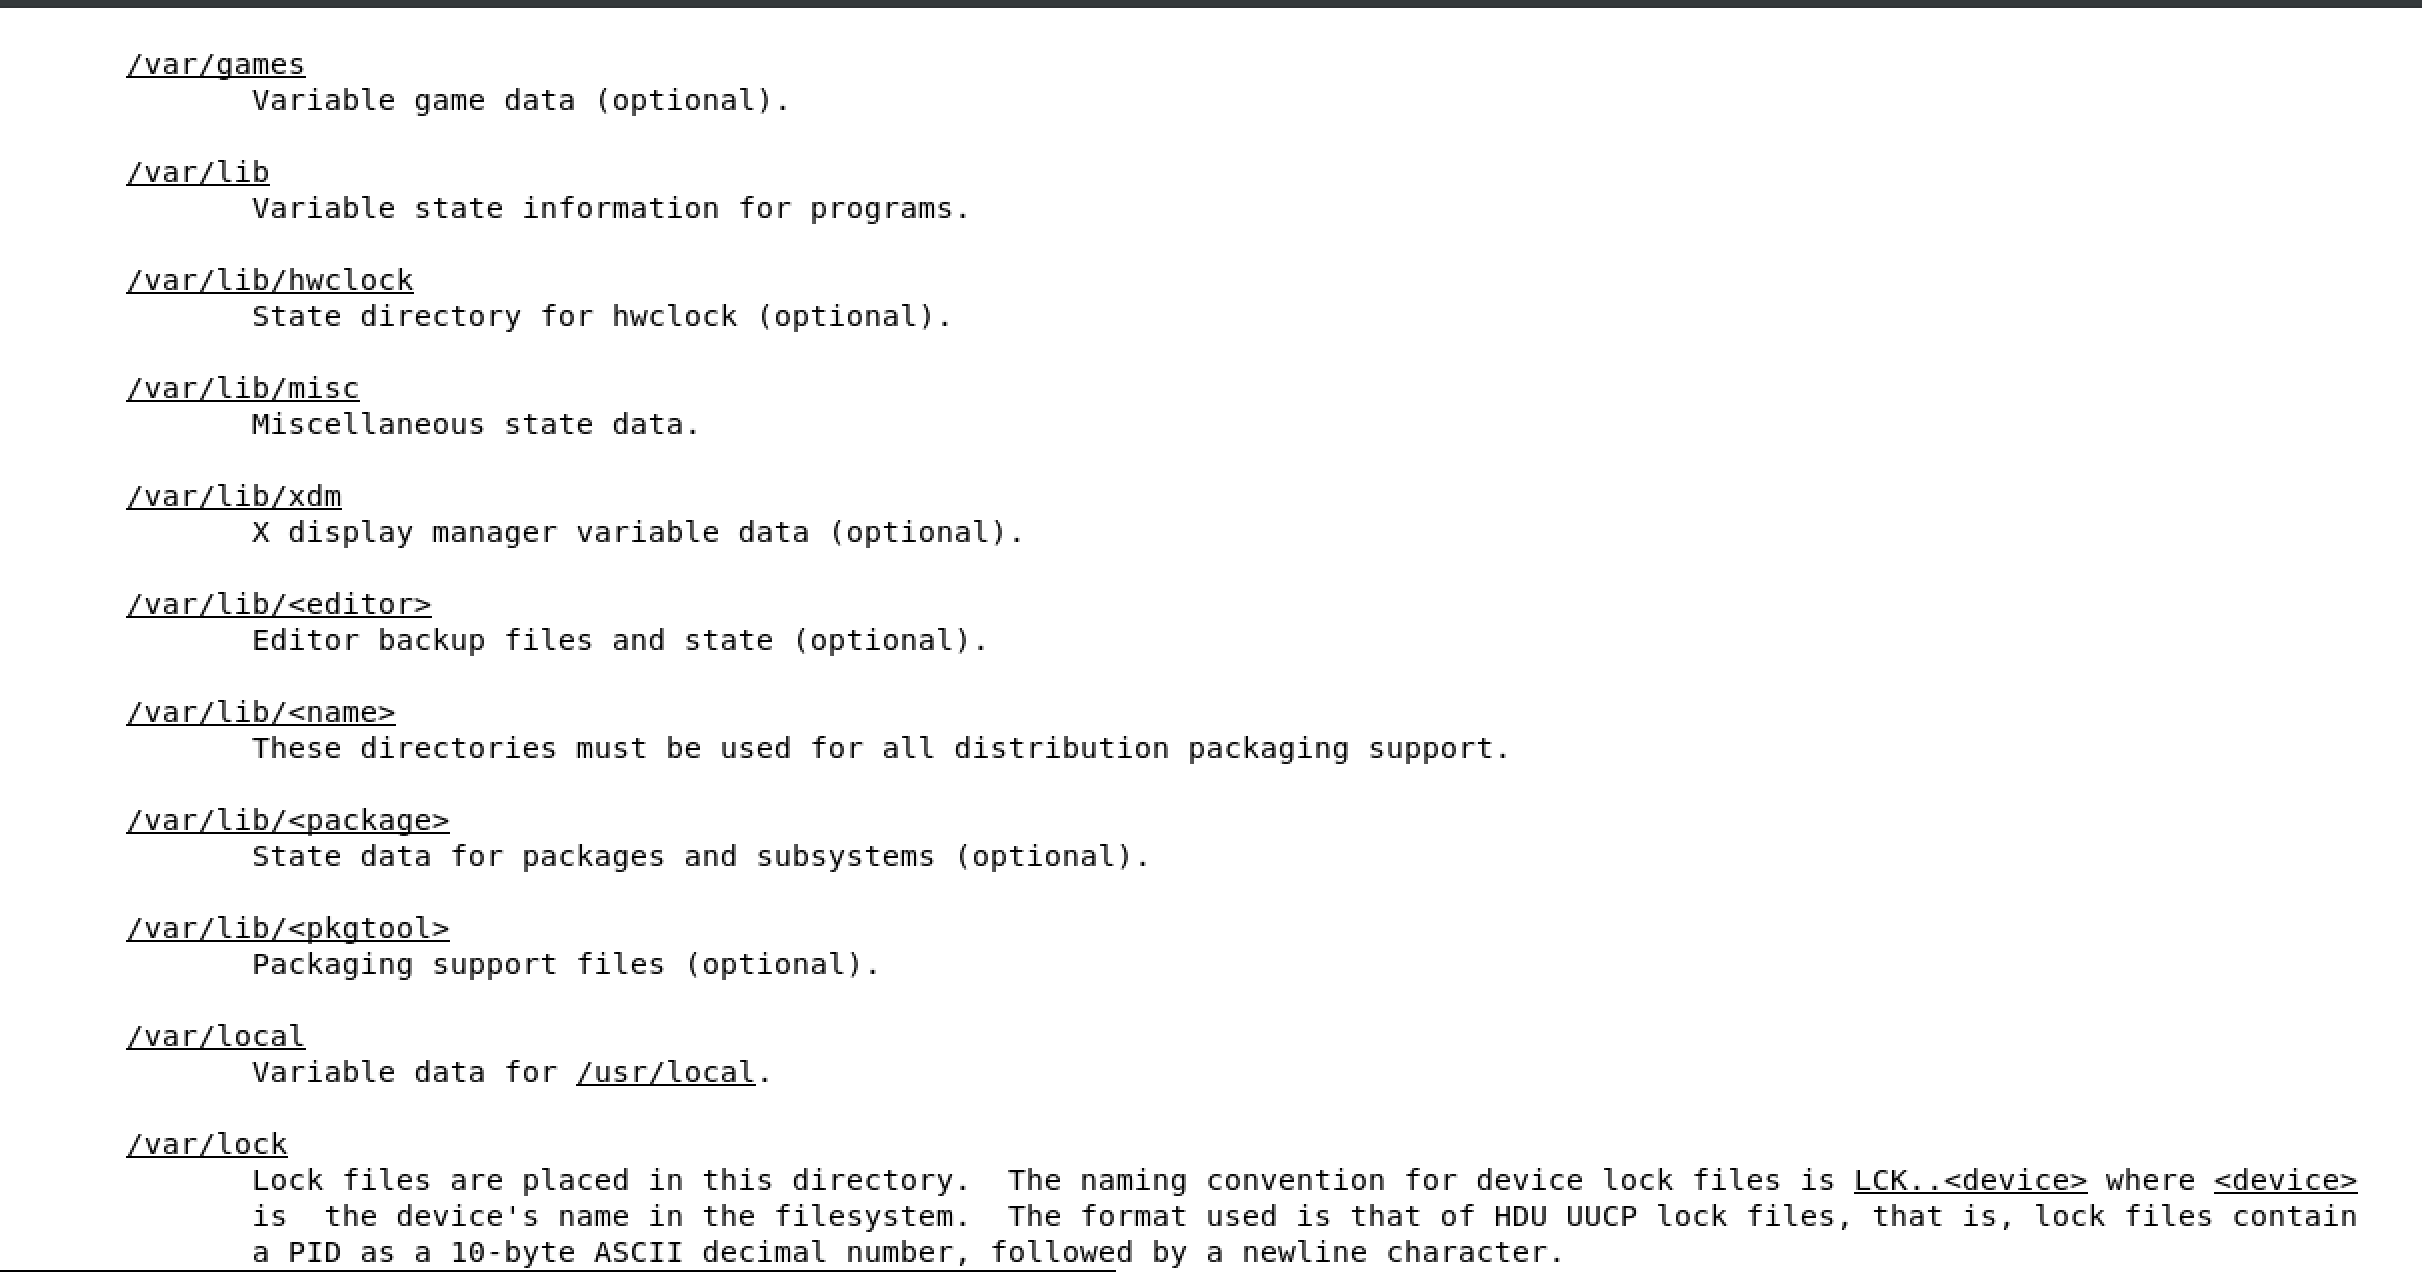 /var/games
Variable game data (optional).
/var/lib
Variable state information for programs.
/var/lib/hwclock
State directory for hwclock (optional).
/var/lib/misc
Miscellaneous state data.
/var/lib/xdm
X display manager variable data (optional).
/var/lib/<editor>
Editor backup files and state (optional).
/var/lib/<name>
These directories must be used for all distribution packaging support.
/var/lib/<package>
State data for packages and subsystems (optional).
/var/lib/<pkgtool>
Packaging support files (optional).
/var/local
Variable data for /usr/local.
/var/lock
Lock files are placed in this directory.  The naming convention for device lock files is LCK..<device> where <device>
is  the device's name in the filesystem.  The format used is that of HDU UUCP lock files, that is, lock files contain
a PID as a 10-byte ASCII decimal number, followed by a newline character.